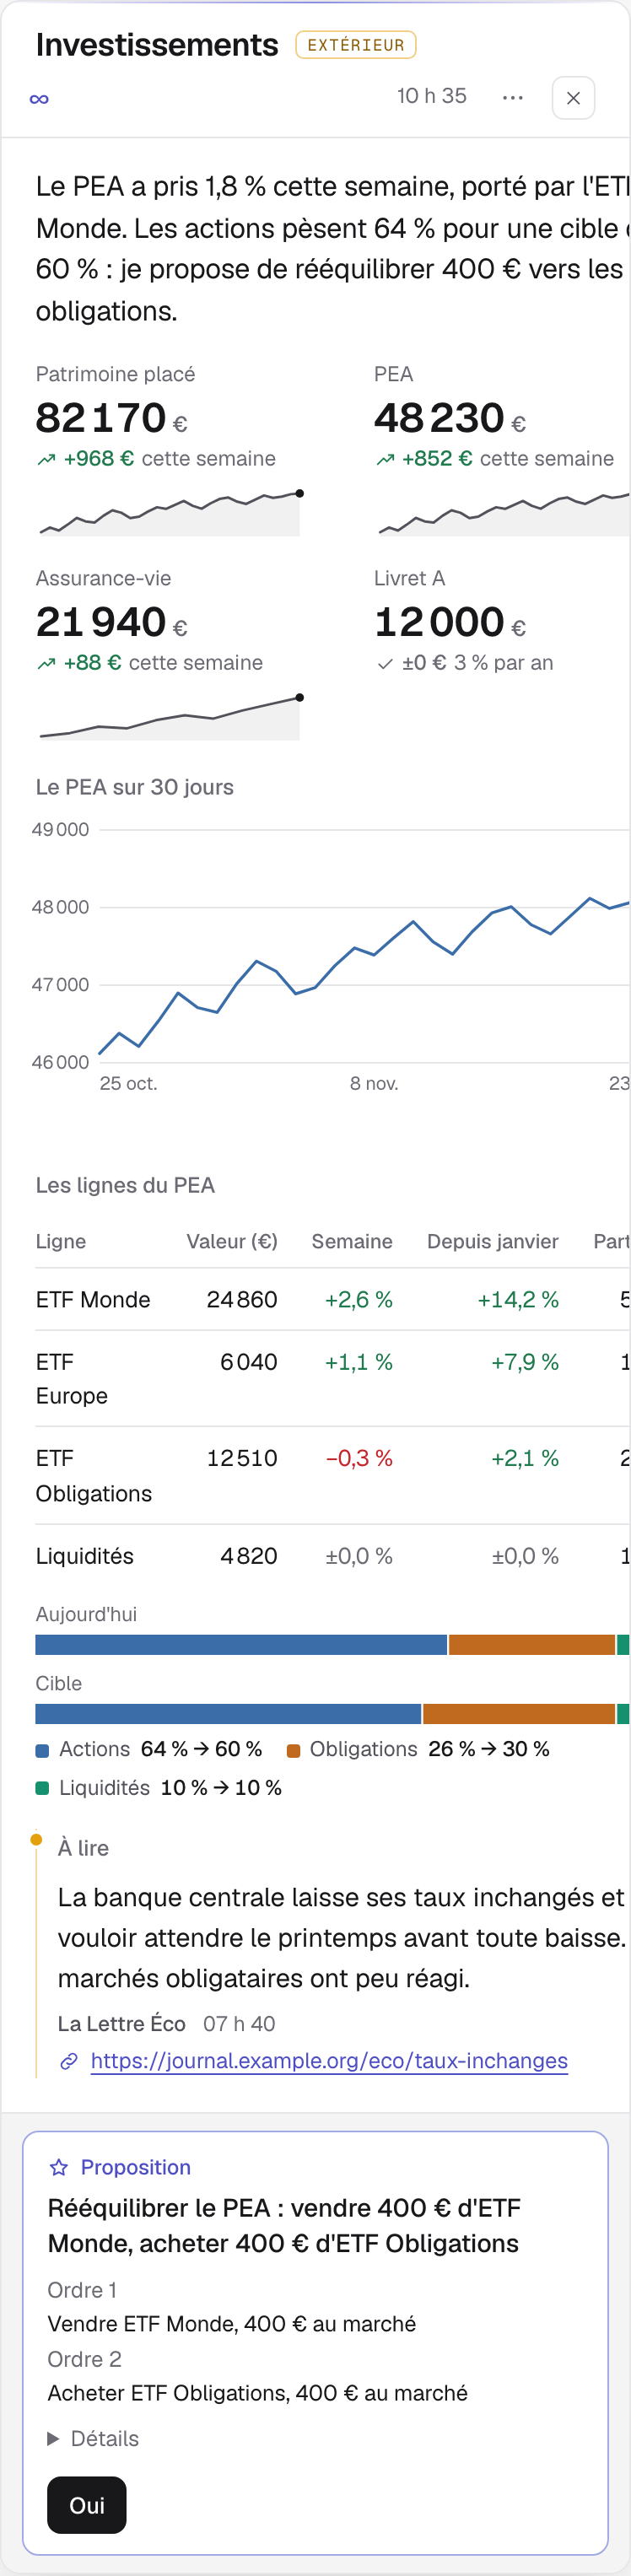 Investissements EXTÉRIEUR
10 h 35
Le PEA a pris 1,8 % cette semaine, porté par l'ET
Monde. Les actions pèsent 64 % pour une cible
60 % : je propose de rééquilibrer 400 € vers les
obligations.
Patrimoine placé
82 170 €
+968 € cette semaine
PEA
48 230 €
+852 € cette semaine
Assurance-vie
21 940 €
+88 € cette semaine
Livret A
12 000 €
±0 € 3 % par an
Le PEA sur 30 jours
49 000
48 000
47 000
46 000
25 oct. 8 nov. 23
Les lignes du PEA
Ligne Valeur (€) Semaine Depuis janvier Part
ETF Monde 24 860 +2,6 % +14,2 % 5
ETF Europe 6 040 +1,1 % +7,9 % 1
ETF Obligations 12 510 −0,3 % +2,1 % 2
Liquidités 4 820 ±0,0 % ±0,0 % 1
Aujourd'hui
Cible
Actions 64 % → 60 % Obligations 26 % → 30 %
Liquidités 10 % → 10 %
À lire
La banque centrale laisse ses taux inchangés et
vouloir attendre le printemps avant toute baisse.
marchés obligataires ont peu réagi.
La Lettre Éco 07 h 40
https://journal.example.org/eco/taux-inchanges
Proposition
Rééquilibrer le PEA : vendre 400 € d'ETF
Monde, acheter 400 € d'ETF Obligations
Ordre 1
Vendre ETF Monde, 400 € au marché
Ordre 2
Acheter ETF Obligations, 400 € au marché
Détails
Oui